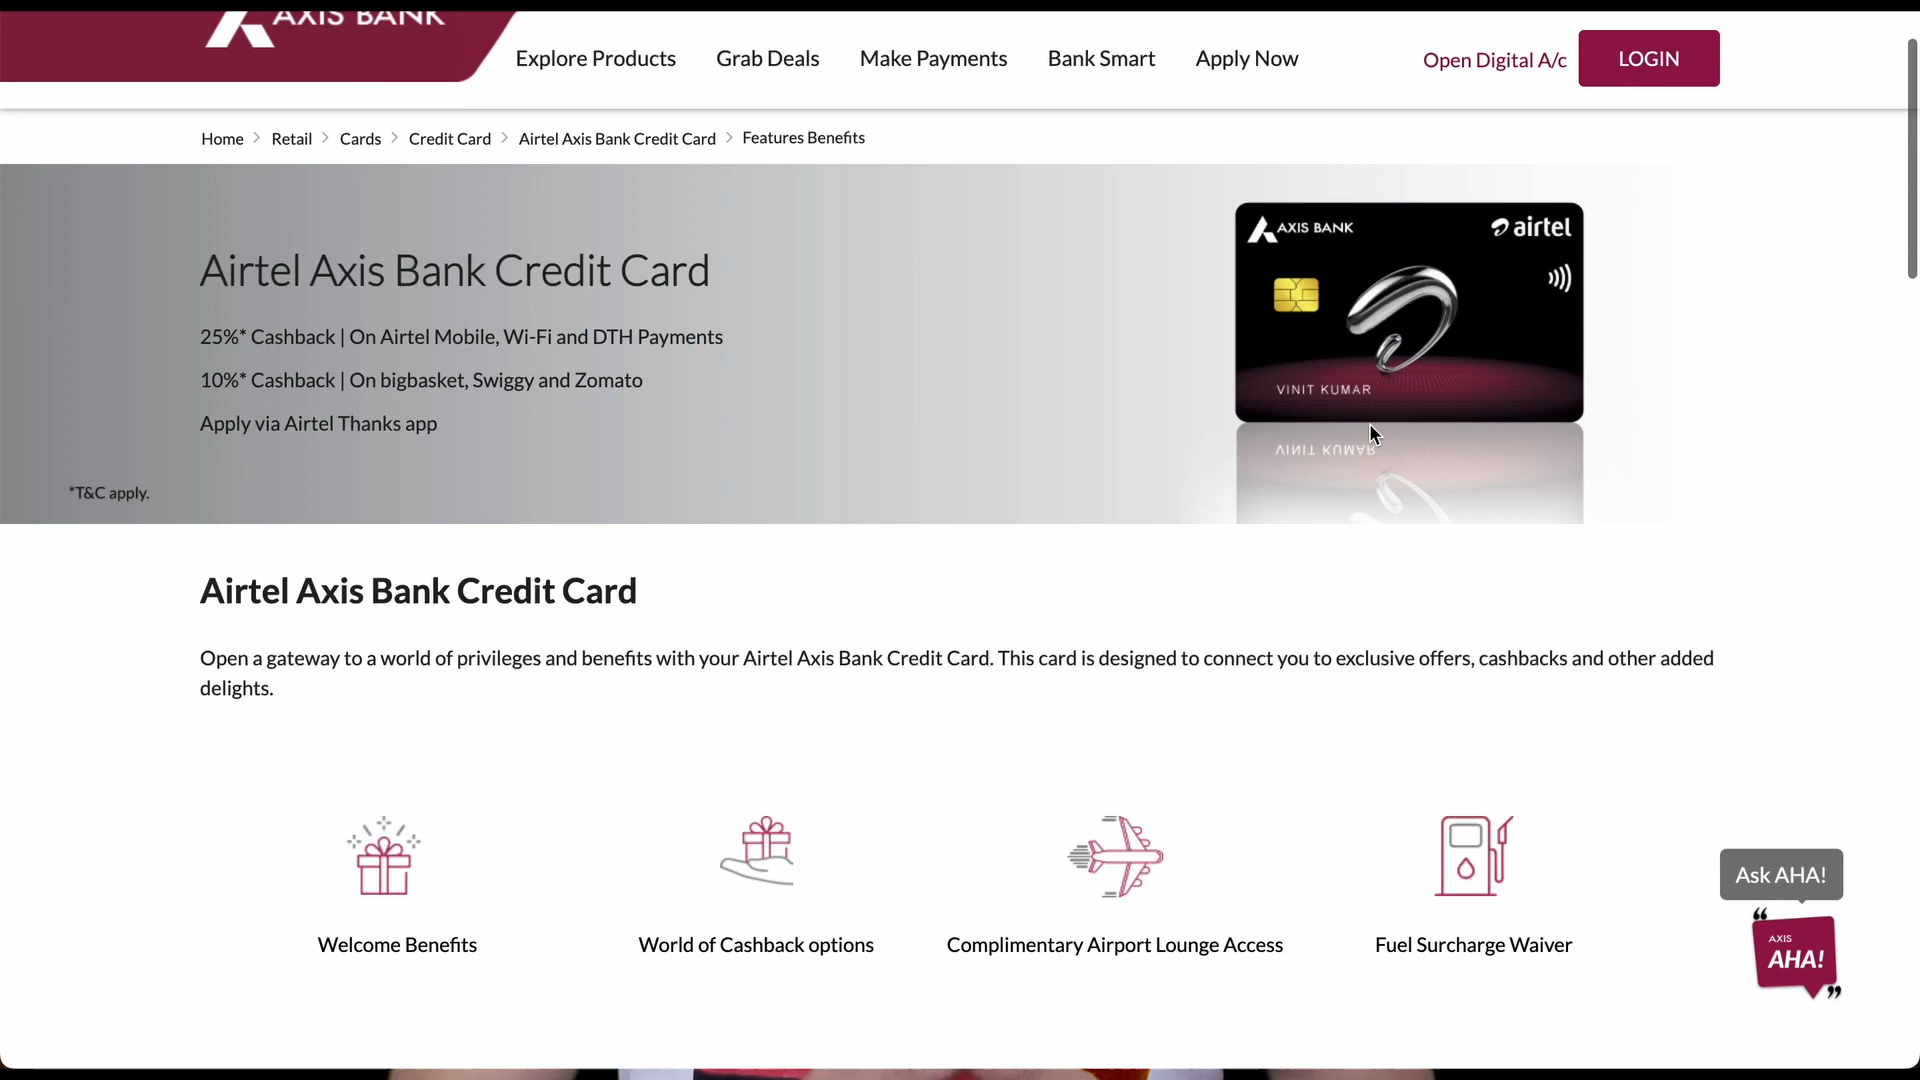 AXIS BANK
Explore Products Grab Deals Make Payments Bank Smart Apply Now Open Digital A/c LOGIN
Home > Retail > Cards > Credit Card > Airtel Axis Bank Credit Card > Features Benefits
AXIS BANK airtel
Airtel Axis Bank Credit Card
25%* Cashback | On Airtel Mobile, Wi-Fi and DTH Payments
10%* Cashback | On bigbasket, Swiggy and Zomato
VINIT KUMAR
Apply via Airtel Thanks app
VINIT KUMAR
*T&C apply.
Airtel Axis Bank Credit Card
Open a gateway to a world of privileges and benefits with your Airtel Axis Bank Credit Card. This card is designed to connect you to exclusive offers, cashbacks and other added
delights.
Welcome Benefits World of Cashback options Complimentary Airport Lounge Access Fuel Surcharge Waiver
Ask AHA!
AXIS
AHA!